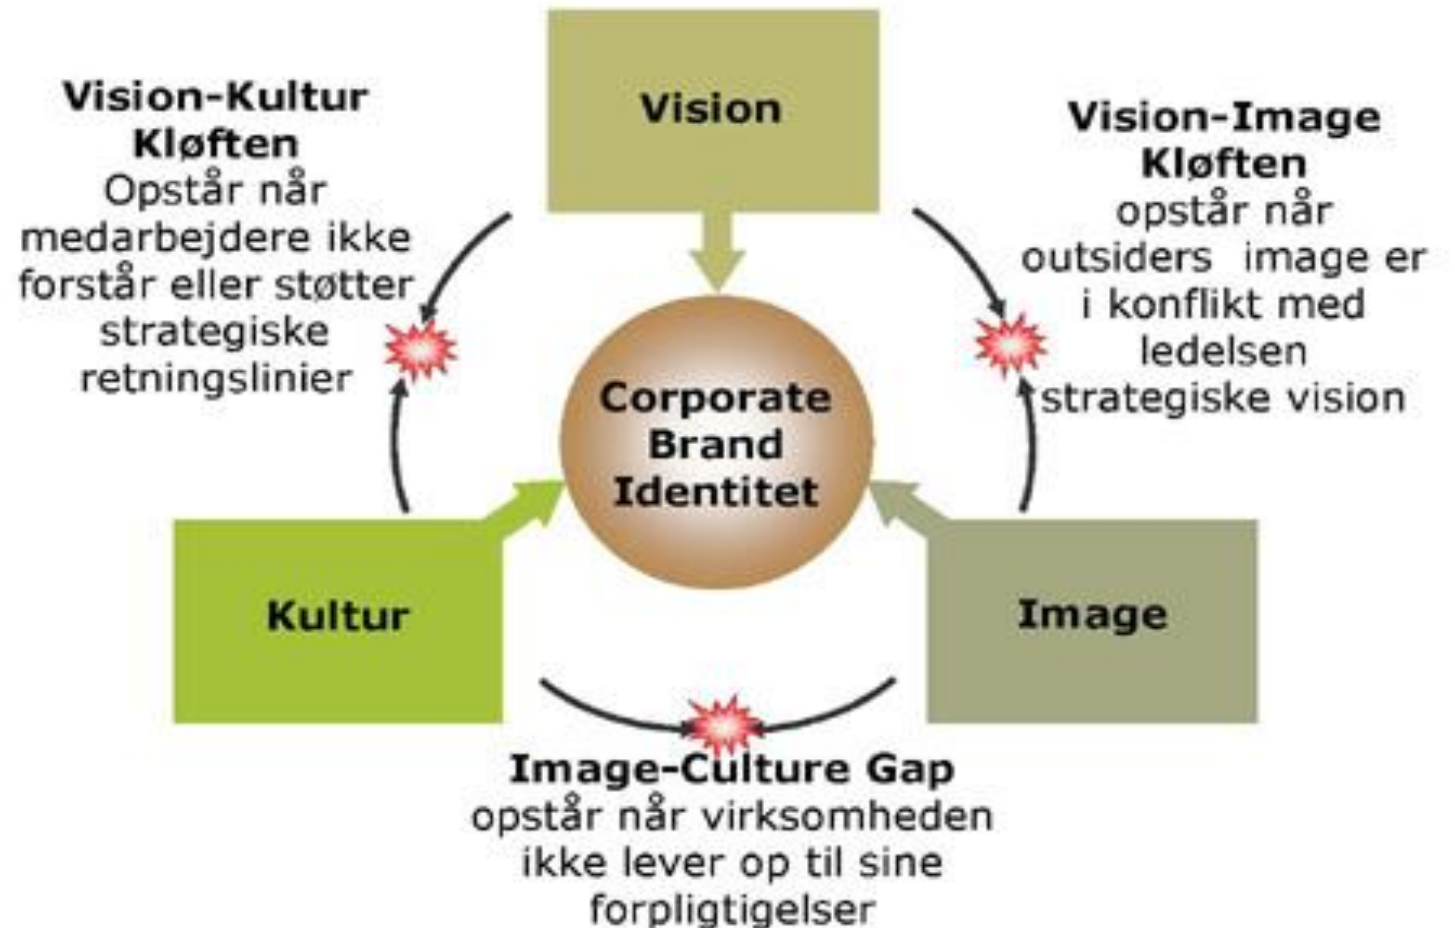 Vision
Vision-Kultur
Kløften
Opstår når
medarbejdere ikke
forstår eller støtter
strategiske
retningslinier
Vision-Image
Kløften
opstår når
outsiders  image er
i konflikt med
ledelsen
strategiske vision
Corporate
Brand
Identitet
Kultur
Image
Image-Culture Gap
opstår når virksomheden
ikke lever op til sine
forpligtigelser